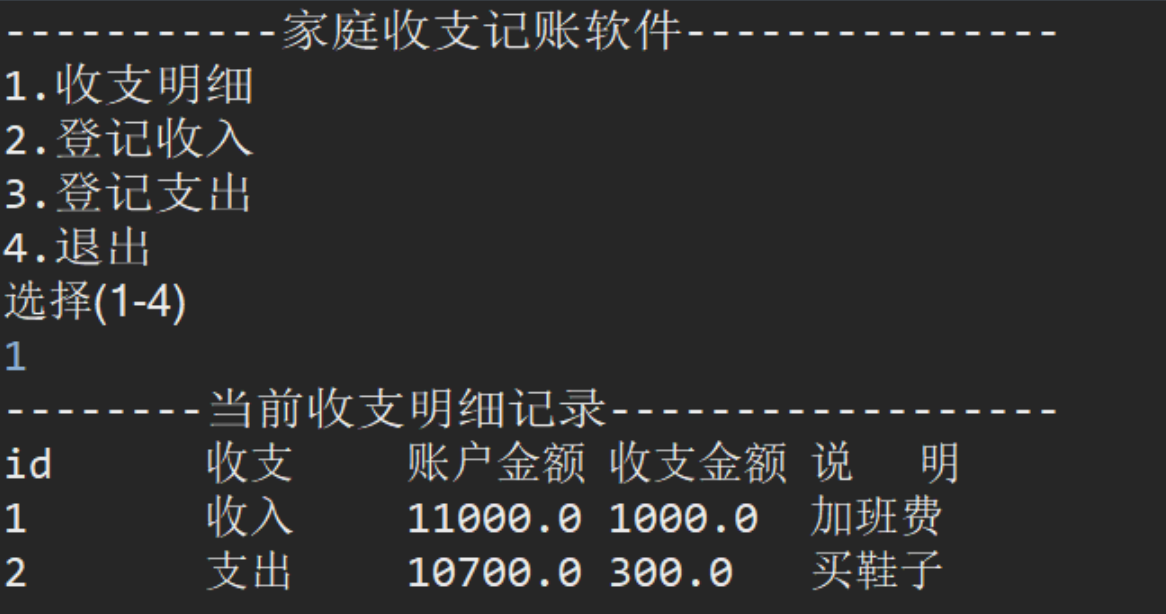 -----------家庭收支记账软件---------------
1.收支明细
2.登记收入
3.登记支出
4.退出
选择(1-4)
1
--------当前收支明细记录------------------
id 收支 账户金额 收支金额 说 明
1 收入 11000.0 1000.0 加班费
2 支出 10700.0 300.0 买鞋子